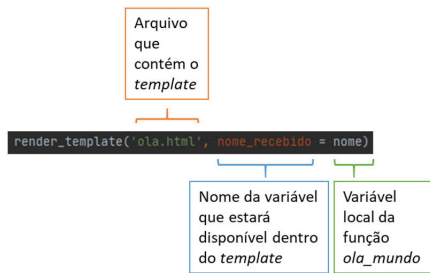 Arquivo
que
contém o
template
render_template('ola.html', nome_recebido = nome)
Nome da variável
que estará
disponível dentro
do template
Variável
local da
função
ola_mundo